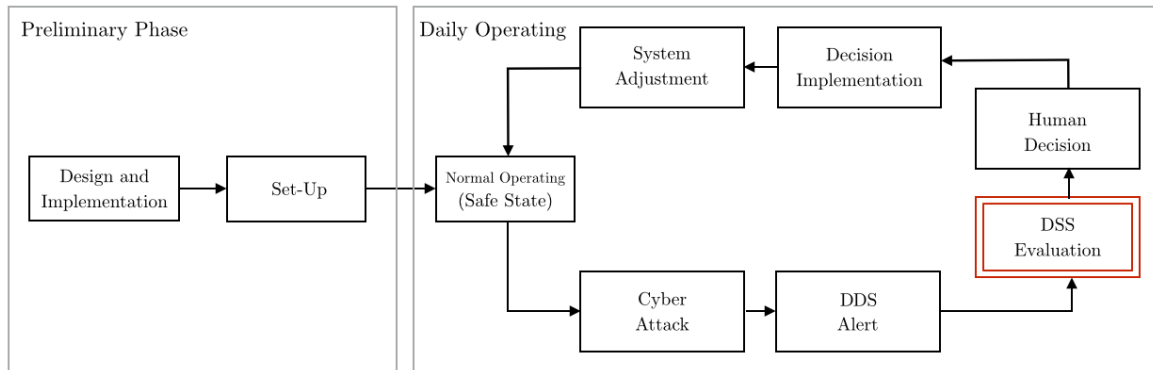 Preliminary Phase
Design and
Implementation
Set-Up
Daily Operating
Normal Operating
(Safe State)
Cyber
Attack
DDS
Alert
DSS
Evaluation
Human
Decision
Decision
Implementation
System
Adjustment